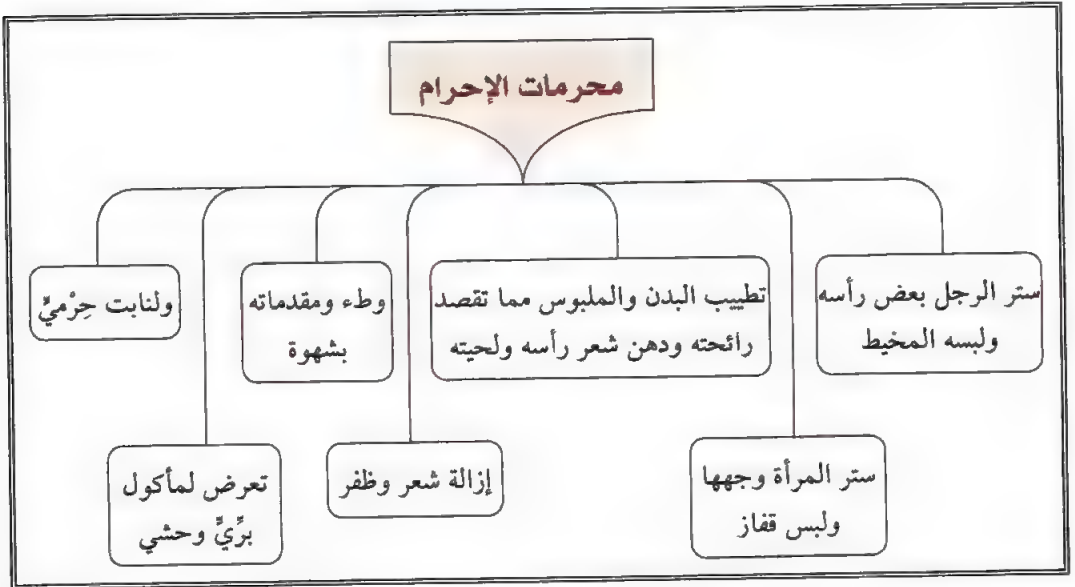 محرمات الإحرام
ستر الرجل بعض رأسه
ولبسه المخيط
تطييب البدن والملبوس مما تقصد
رائحته ودهن شعر رأسه ولحيته
وطء ومقدماته
بشهوة
ولنابت حِرْميٍّ
ستر المرأة وجهها
ولبس قفاز
إزالة شعر وظفر
تعرض لمأكول
برِّيٍّ وحشي